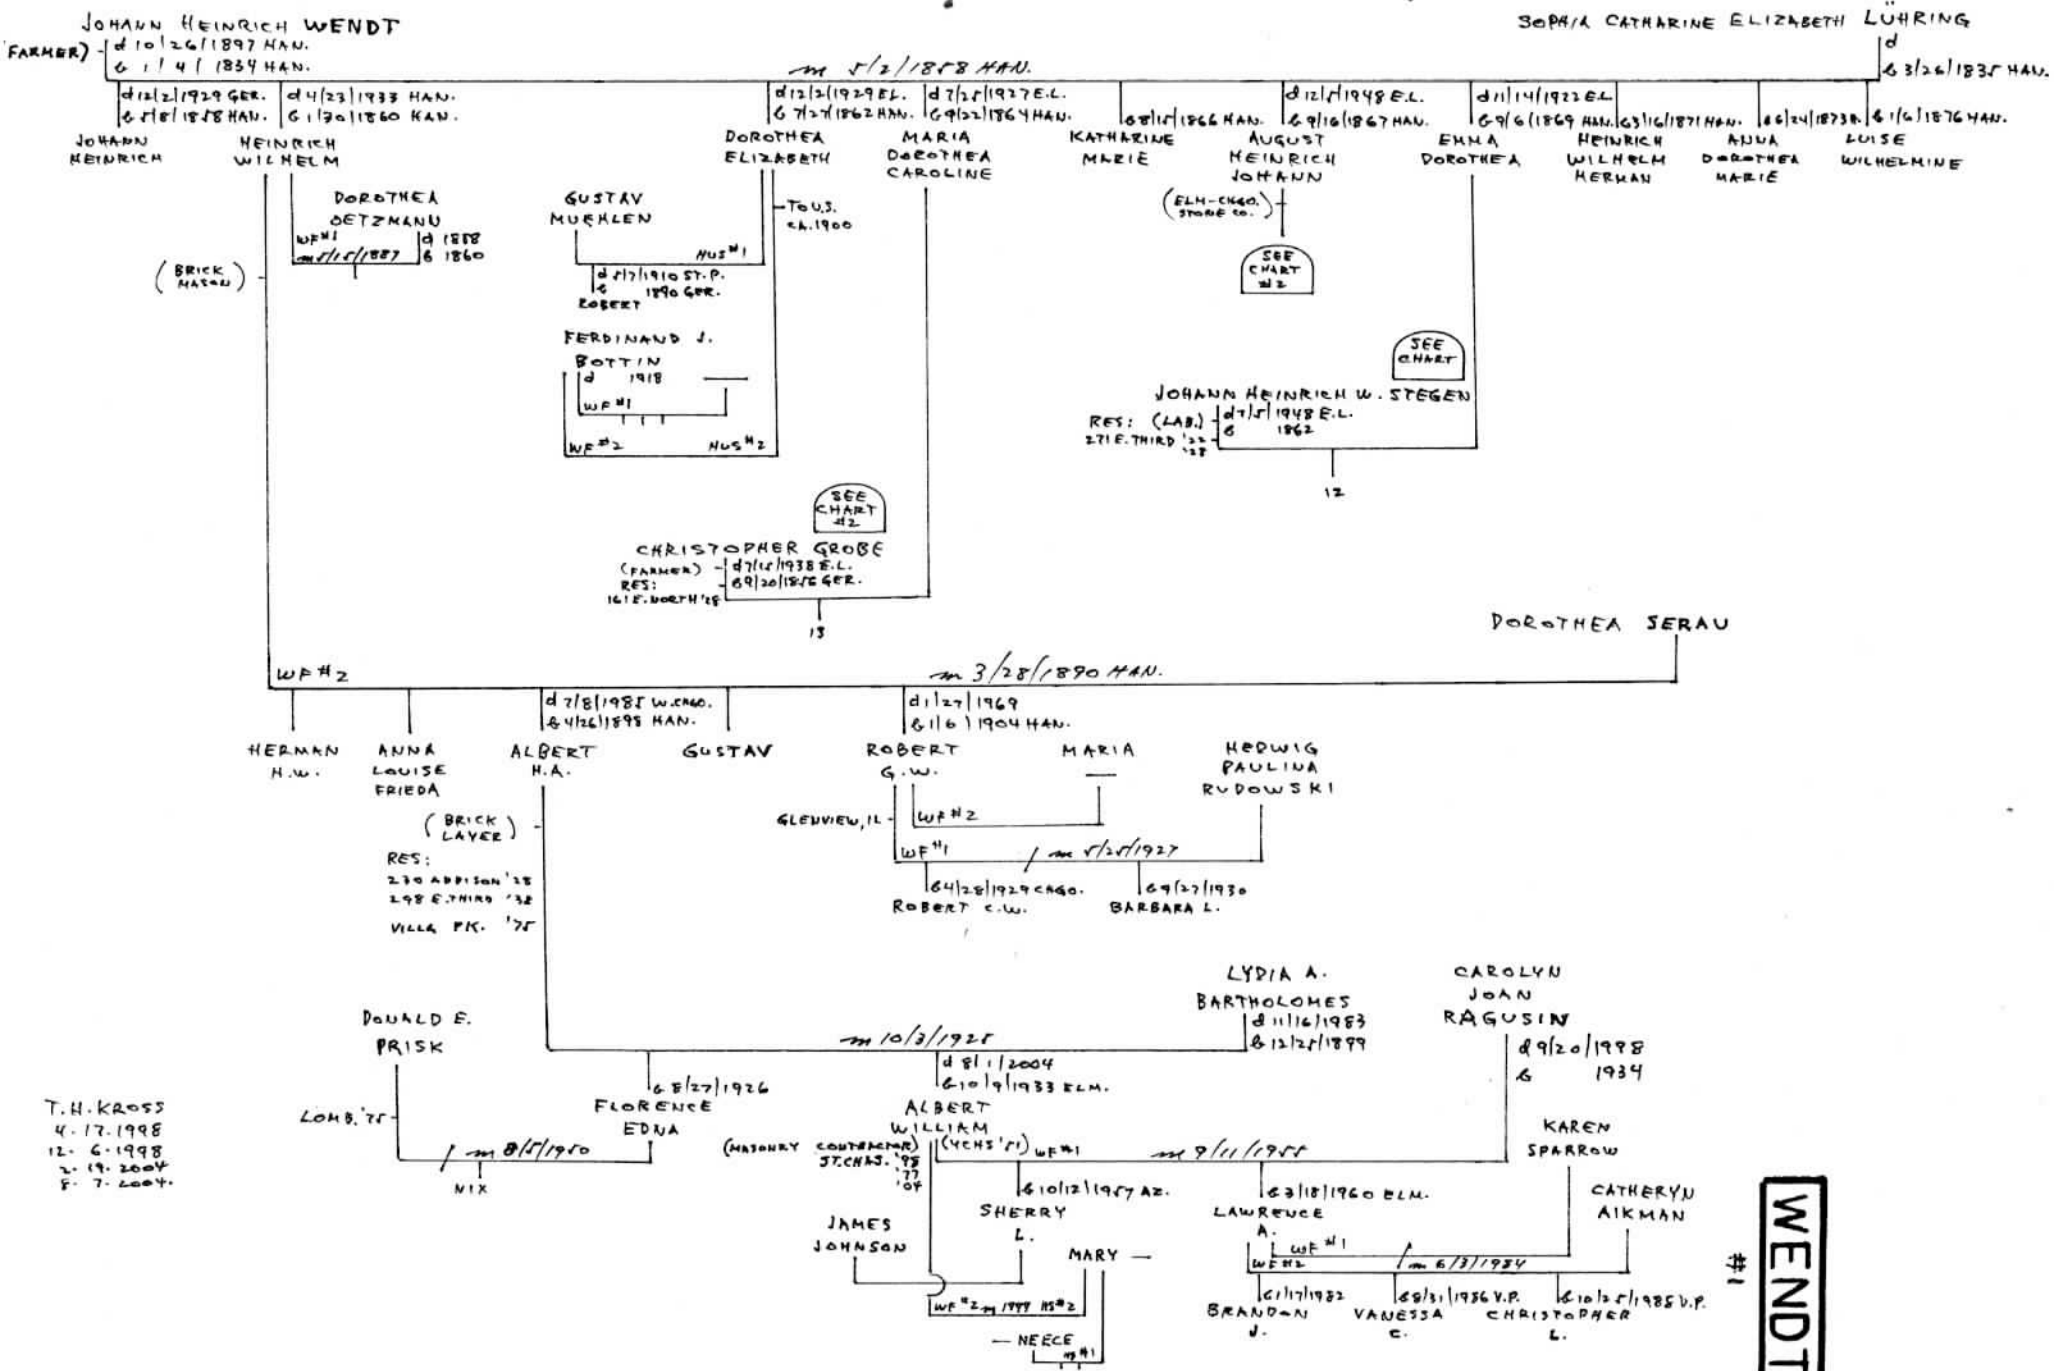 JOHANN HEINRICH WENDT
SOPHIA CATHARINE ELIZABETH LÜHRING
(FARMER)
d 10/26/1897 HAN.
b 1/4/1834 HAN.
m 5/2/1858 HAN.
d
b 3/26/1835 HAN.
d 12/2/1929 GER.
b 5/8/1858 HAN.
JOHANN
HEINRICH
d 4/23/1933 HAN.
b 1/30/1860 HAN.
HEINRICH
WILHELM
d 12/2/1929 E.L.
b 7/27/1862 HAN.
DOROTHEA
ELIZABETH
d 7/25/1927 E.L.
b 9/22/1864 HAN.
MARIA
DOROTHEA
CAROLINE
b 8/15/1866 HAN.
KATHARINE
MARIE
d 12/5/1948 E.L.
b 9/16/1867 HAN.
AUGUST
HEINRICH
JOHANN
d 11/14/1922 E.L.
b 9/6/1869 HAN.
EMMA
DOROTHEA
b 3/16/1871 HAN.
HEINRICH
WILHELM
HERMAN
b 6/24/1873 H.
ANNA
DOROTHEA
MARIE
b 1/6/1876 HAN.
LUISE
WILHELMINE
DOROTHEA
OETZMANN
WF #1
d 1888
b 1860
m 5/15/1887
(BRICK
MASON)
GUSTAV
MUEHLEN
TO U.S.
CA. 1900
HUS #1
d 5/7/1910 ST. P.
b 1890 GER.
ROBERT
FERDINAND J.
BOTTIN
d 1918
WF #1
WF #2
HUS #2
(ELM-CHGO.
STONE CO.)
SEE
CHART
#2
SEE
CHART
JOHANN HEINRICH W. STEGEN
RES: (LAB.)
271 E. THIRD '22
'28
d 7/5/1948 E.L.
b 1862
12
SEE
CHART
#2
CHRISTOPHER GROBE
(FARMER)
RES:
161 E. NORTH '28
d 7/15/1938 E.L.
b 9/20/1856 GER.
13
DOROTHEA SERAU
WF #2
m 3/28/1890 HAN.
HERMAN
H.W.
ANNA
LOUISE
FRIEDA
d 7/8/1985 W.CHGO.
b 4/26/1898 HAN.
ALBERT
H.A.
GUSTAV
d 1/27/1969
b 1/6/1904 HAN.
ROBERT
G.W.
MARIA
—
HEDWIG
PAULINA
RUDOWSKI
(BRICK
LAYER)
RES:
230 ADDISON '28
298 E. THIRD '38
VILLA PK. '75
GLENVIEW, IL
WF #2
WF #1
m 5/25/1927
b 4/28/1929 CHGO.
ROBERT C.W.
b 9/27/1930
BARBARA L.
LYDIA A.
BARTHOLOMES
d 11/16/1983
b 12/25/1899
CAROLYN
JOAN
RAGUSIN
d 9/20/1998
b 1934
DONALD E.
PRISK
m 10/3/1925
LOMB. '75
b 8/27/1926
FLORENCE
EDNA
d 8/1/2004
b 10/9/1933 ELM.
ALBERT
WILLIAM
(MASONRY CONTRACTOR)
(YCHS '51)
ST. CHAS. '98
'77
'04
m 8/5/1950
NIX
WF #1
m 9/11/1955
KAREN
SPARROW
CATHERYN
AIKMAN
T.H. KROSS
4-17-1998
12-6-1998
2-19-2004
8-7-2004.
b 10/12/1957 AZ.
SHERRY
L.
b 3/18/1960 ELM.
LAWRENCE
A.
JAMES
JOHNSON
MARY —
WF #1
WF #2
m 6/3/1984
WF #2 m 1999 HS #2
b 1/17/1982
BRANDON
J.
b 8/31/1986 V.P.
VANESSA
C.
b 10/25/1988 V.P.
CHRISTOPHER
L.
— NEECE
HS #1
WENDT
#1